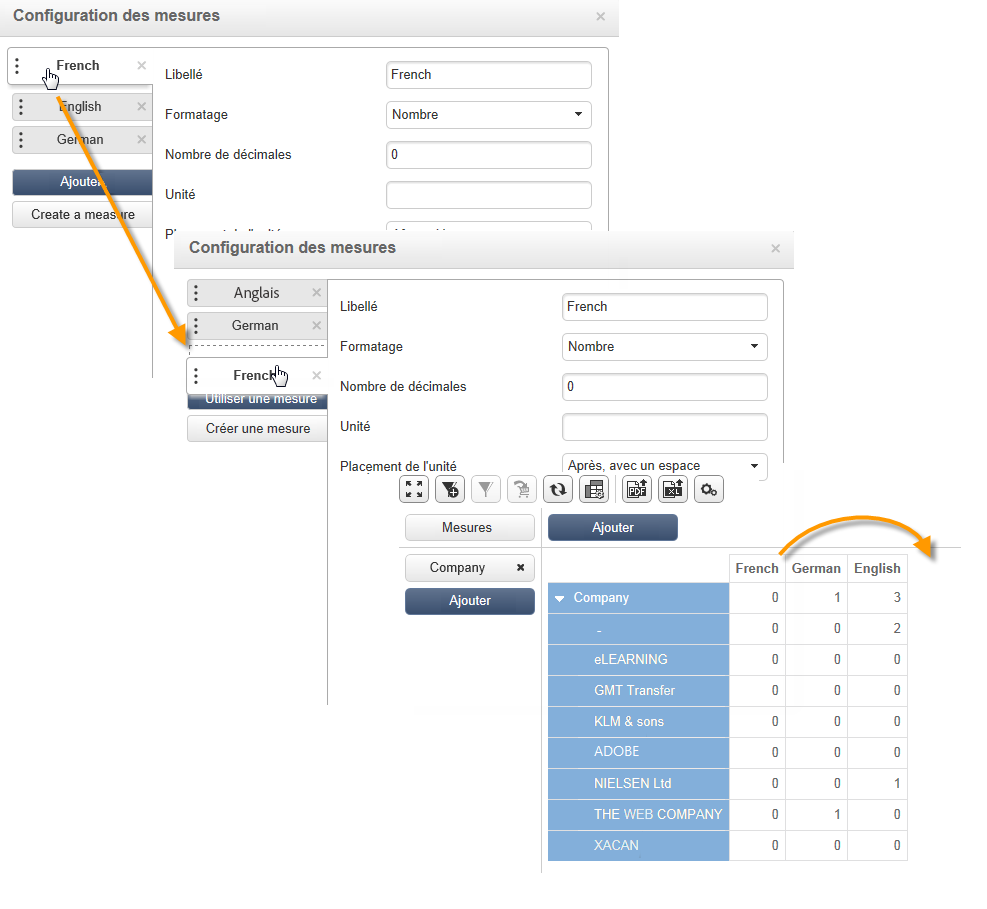 Configuration des mesures
French
English
German
Ajouter
Create a measure
Libellé
French
Formatage
Nombre
Nombre de décimales
0
Unité
Configuration des mesures
Anglais
German
French
Utiliser une mesure
Créer une mesure
Libellé
French
Formatage
Nombre
Nombre de décimales
0
Unité
Placement de l'unité
Après, avec un espace
PDF
XL
Mesures
Ajouter
Company
Ajouter
French German English
Company 0 1 3
- 0 0 2
eLEARNING 0 0 0
GMT Transfer 0 0 0
KLM & sons 0 0 0
ADOBE 0 0 0
NIELSEN Ltd 0 0 1
THE WEB COMPANY 0 1 0
XACAN 0 0 0